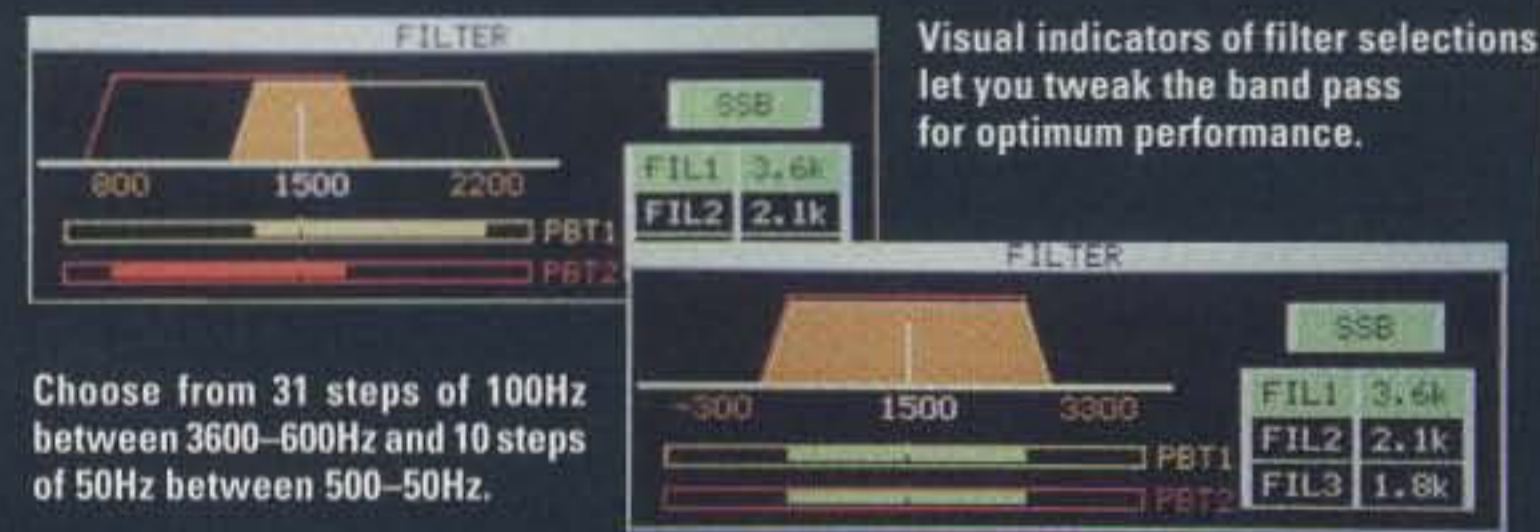 FILTER
SSB
800 1500 2200
FIL1 3.6k
FIL2 2.1k
PBT1
PBT2
Visual indicators of filter selections
let you tweak the band pass
for optimum performance.
Choose from 31 steps of 100Hz
between 3600–600Hz and 10 steps
of 50Hz between 500–50Hz.
FILTER
SSB
-300 1500 3300
FIL1 3.6k
FIL2 2.1k
FIL3 1.8k
PBT1
PBT2